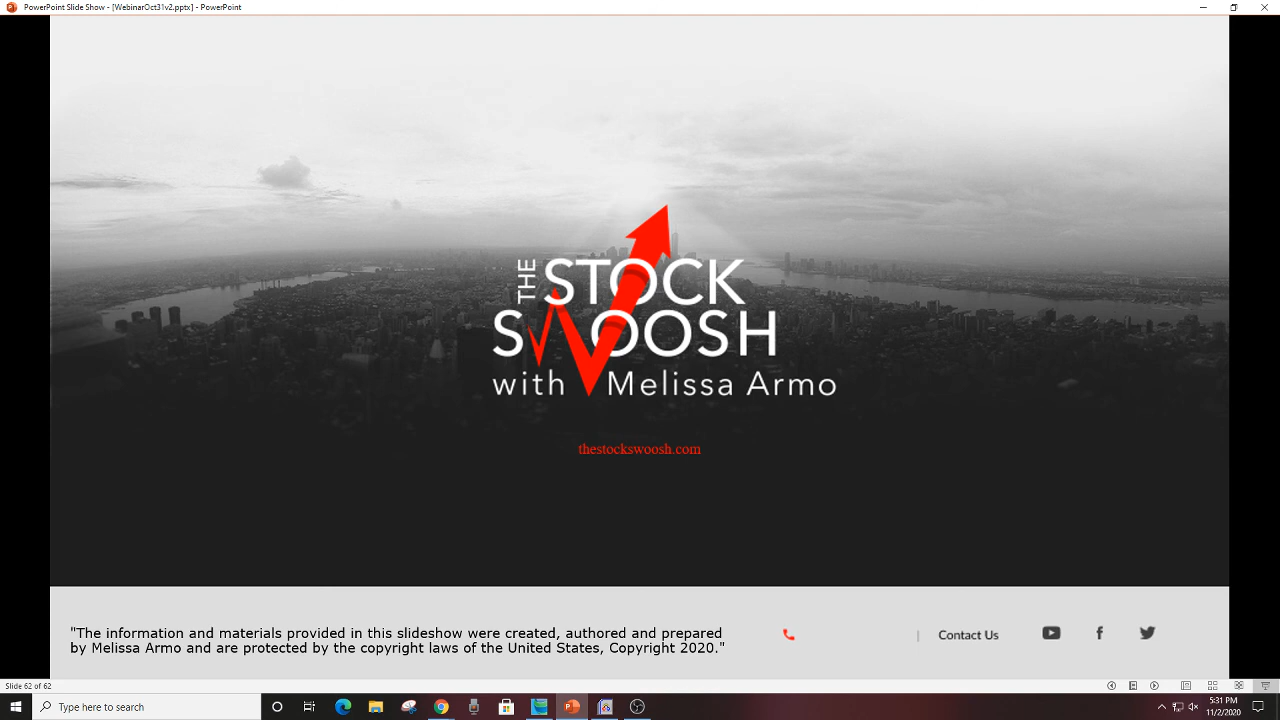 PowerPoint Slide Show - [WebinarOct31v2.pptx] - PowerPoint
THE STOCK
SWOOSH
with Melissa Armo
thestockswoosh.com
"The information and materials provided in this slideshow were created, authored and prepared
by Melissa Armo and are protected by the copyright laws of the United States, Copyright 2020."
| Contact Us
Slide 62 of 62
Type here to search
5:31 PM
11/2/2020